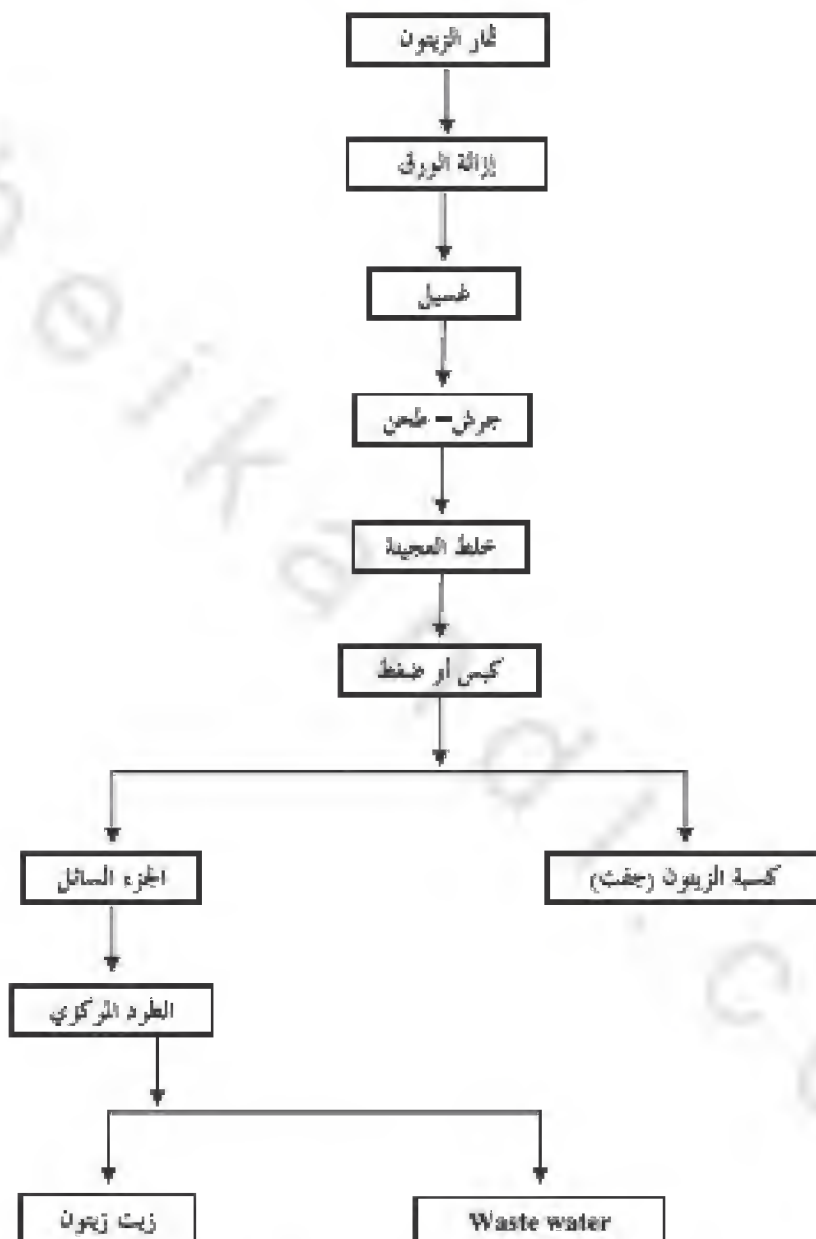 ثمار الزيتون
إزالة الورق
غسيل
جرش – طحن
خلط العجينة
كبس أو ضغط
الجزء السائل
كسبة الزيتون (جفت)
الطرد المركزي
زيت زيتون
Waste water